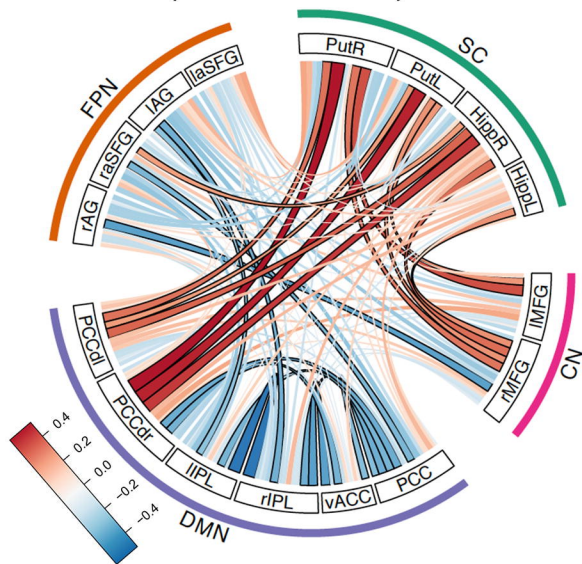 SC
PutR
PutL
HippR
HippL
FPN
laSFG
lAG
raSFG
rAG
CN
lMFG
rMFG
DMN
PCCdl
PCCdr
lIPL
rIPL
vACC
PCC
0.4
0.2
0.0
−0.2
−0.4